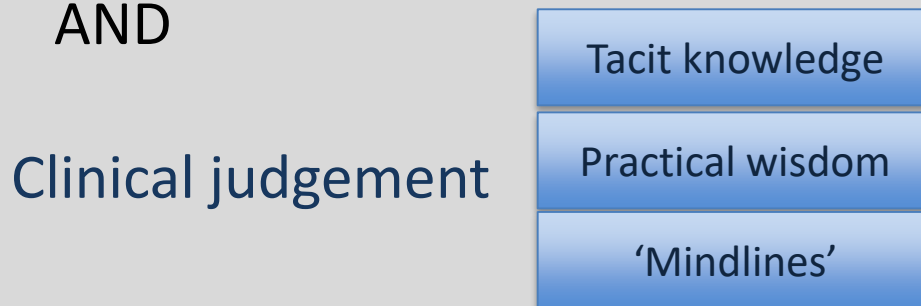 AND
Clinical judgement
Tacit knowledge
Practical wisdom
‘Mindlines’